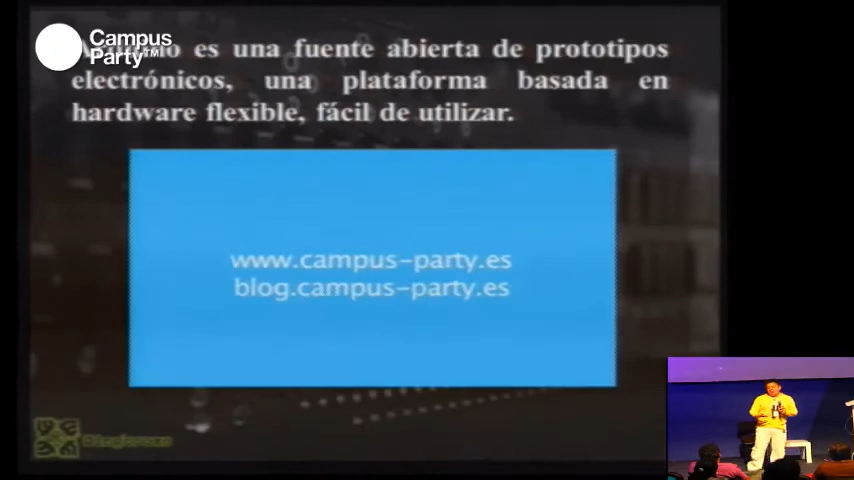 Campus
Party™
es una fuente abierta de prototipos
electrónicos, una plataforma basada en
hardware flexible, fácil de utilizar.
www.campus-party.es
blog.campus-party.es